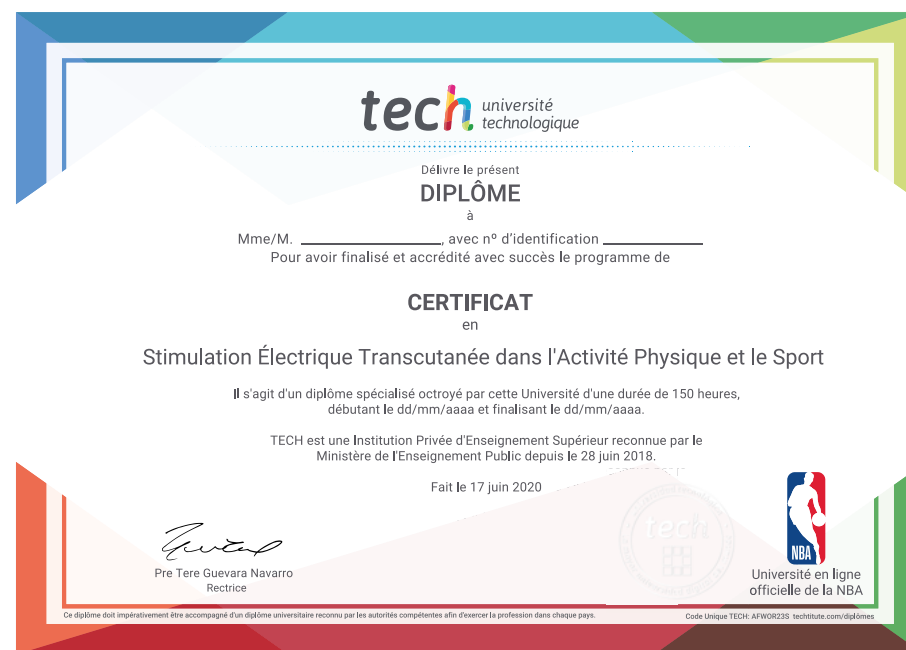 tech université
technologique
Délivre le présent
DIPLÔME
à
Mme/M. ____________________, avec nº d'identification ______________
Pour avoir finalisé et accrédité avec succès le programme de
CERTIFICAT
en
Stimulation Électrique Transcutanée dans l'Activité Physique et le Sport
Il s'agit d'un diplôme spécialisé octroyé par cette Université d'une durée de 150 heures,
débutant le dd/mm/aaaa et finalisant le dd/mm/aaaa.
TECH est une Institution Privée d'Enseignement Supérieur reconnue par le
Ministère de l'Enseignement Public depuis le 28 juin 2018.
Fait le 17 juin 2020
tech
NBA
Pre Tere Guevara Navarro
Rectrice
Université en ligne
officielle de la NBA
Ce diplôme doit impérativement être accompagné d'un diplôme universitaire reconnu par les autorités compétentes afin d'exercer la profession dans chaque pays.
Code Unique TECH: AFWOR23S techtitute.com/diplômes